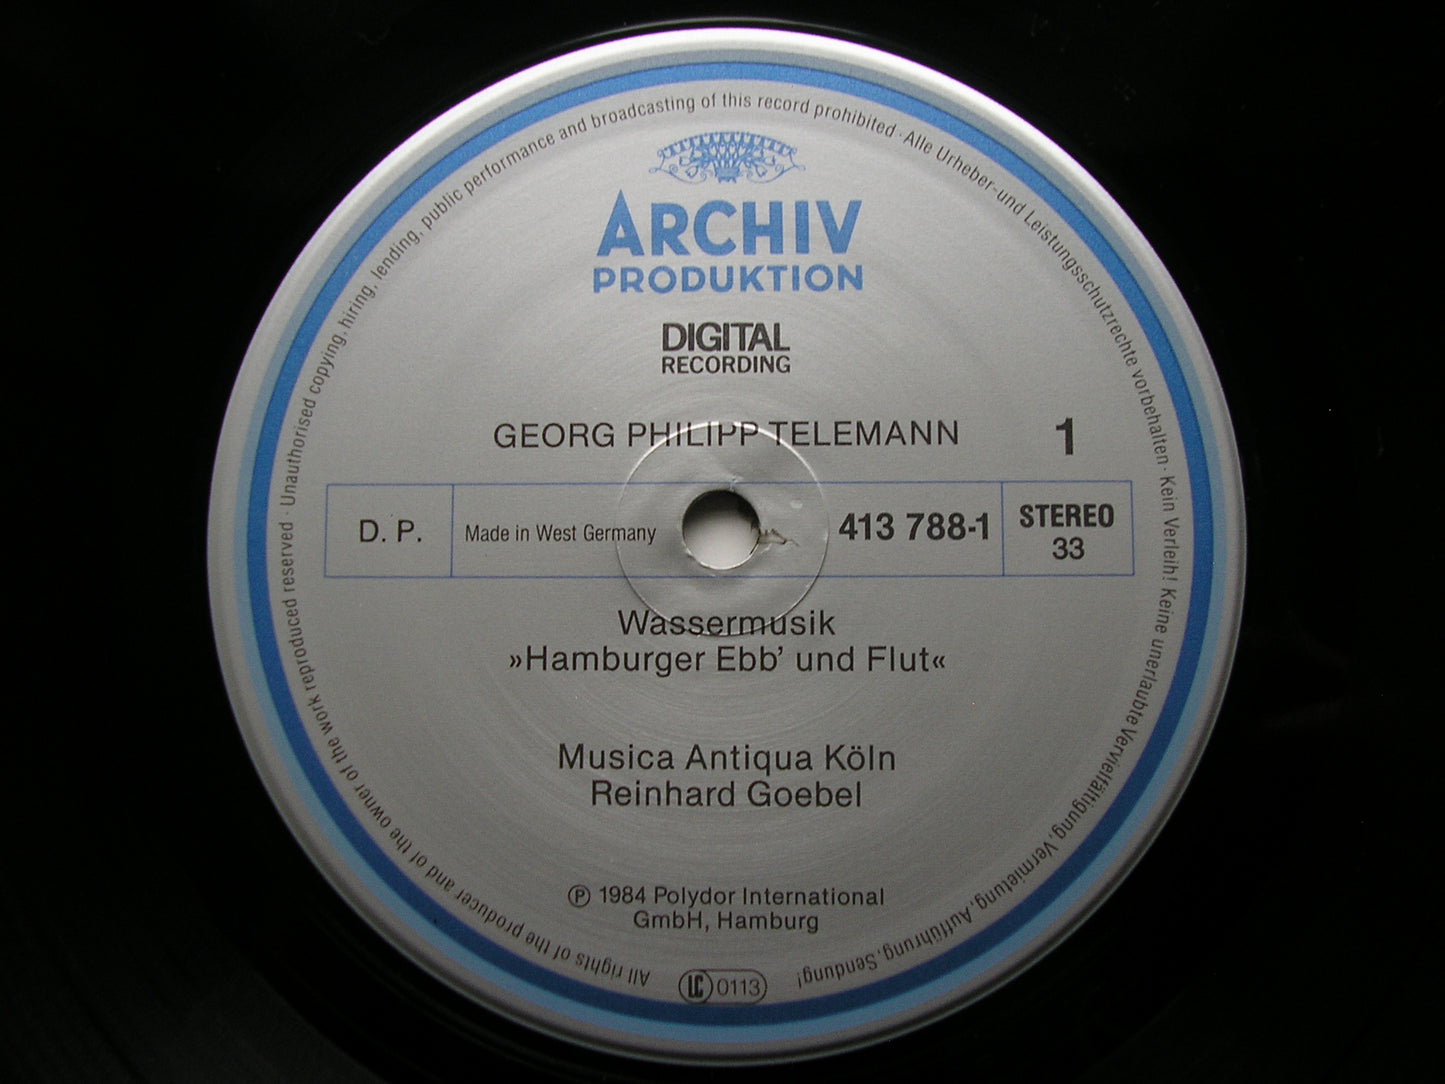 ARCHIV
PRODUKTION
DIGITAL
RECORDING
GEORG PHILIPP TELEMANN 1
D. P. Made in West Germany 413 788-1 STEREO
33
Wassermusik
»Hamburger Ebb’ und Flut«
Musica Antiqua Köln
Reinhard Goebel
℗ 1984 Polydor International
GmbH, Hamburg
LC 0113
All rights of the producer and of the owner of the work reproduced reserved · Unauthorised copying, hiring, lending, public performance and broadcasting of this record prohibited · Alle Urheber- und Leistungsschutzrechte vorbehalten · Kein Verleih! Keine unerlaubte Vervielfältigung, Vermietung, Aufführung, Sendung!